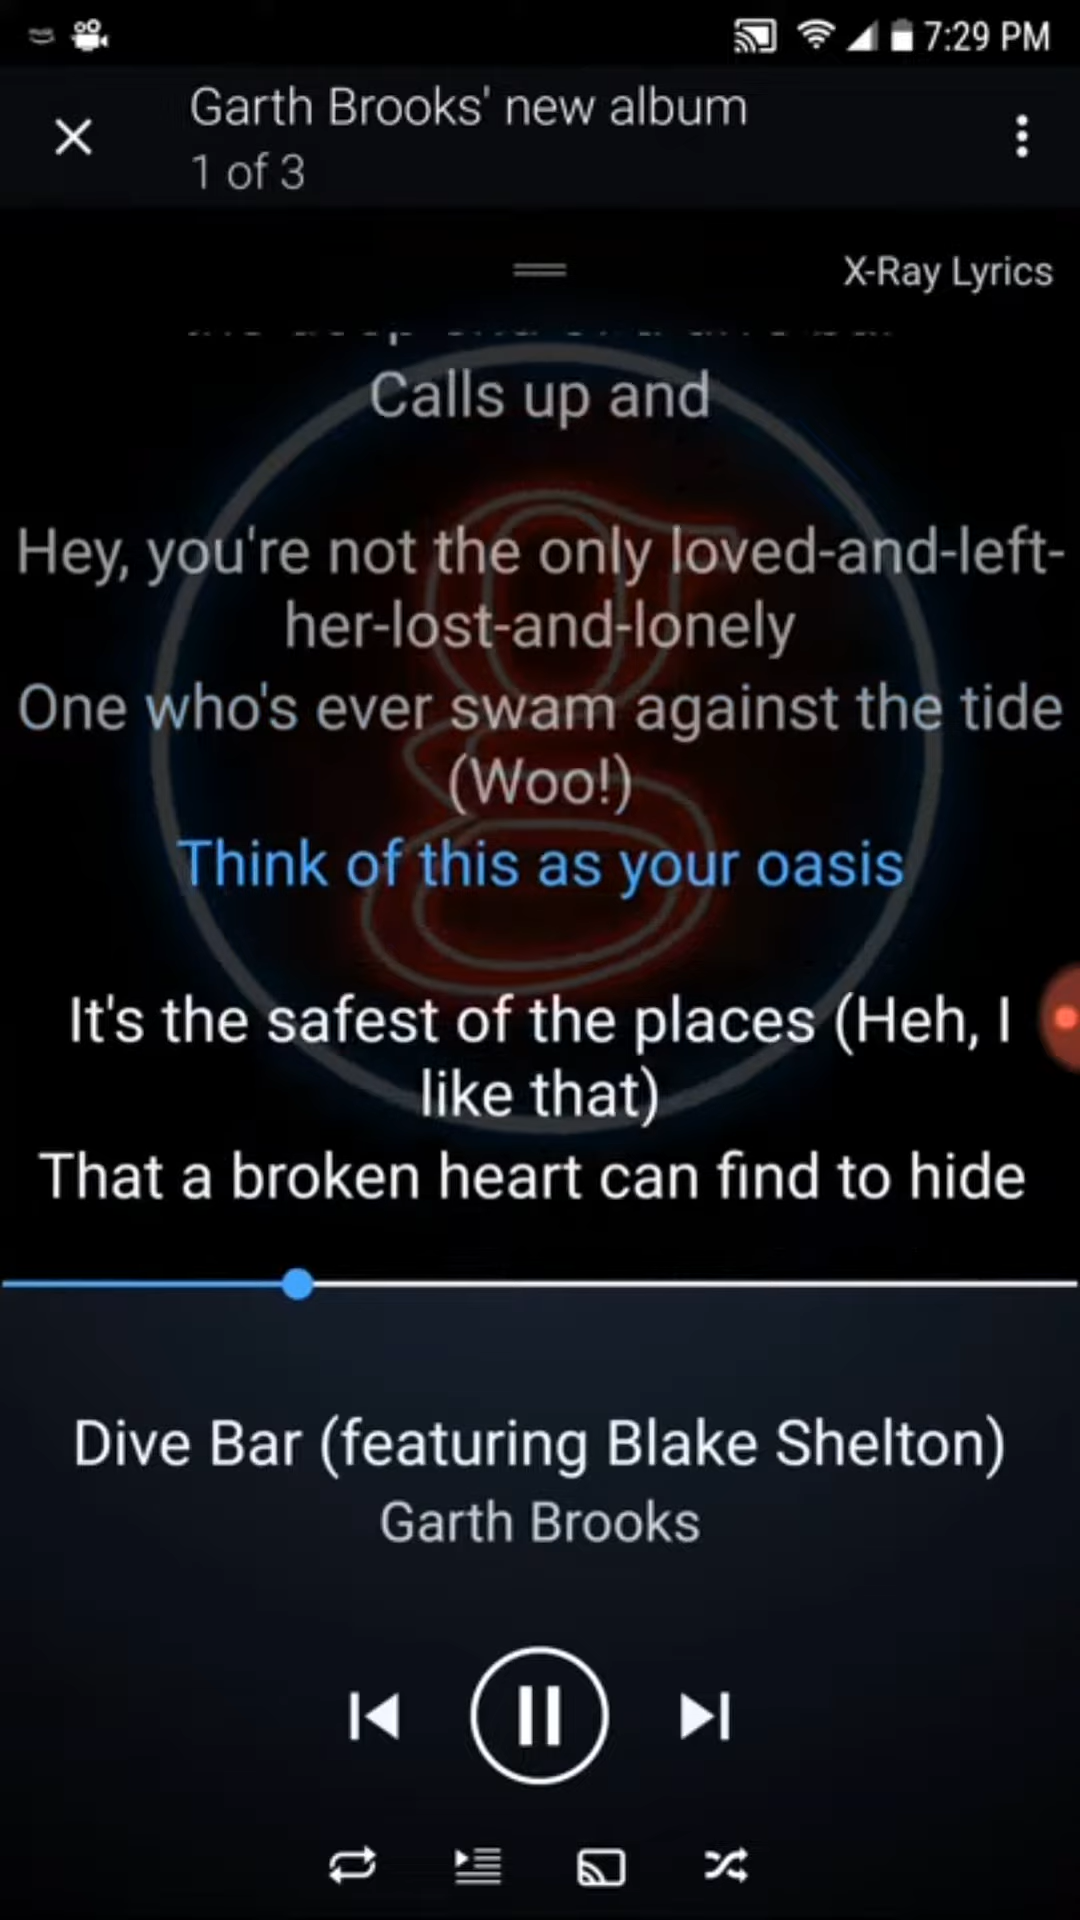 7:29 PM
Garth Brooks' new album
1 of 3
X-Ray Lyrics
Calls up and
Hey, you're not the only loved-and-left-
her-lost-and-lonely
One who's ever swam against the tide
(Woo!)
Think of this as your oasis
It's the safest of the places (Heh, I
like that)
That a broken heart can find to hide
Dive Bar (featuring Blake Shelton)
Garth Brooks